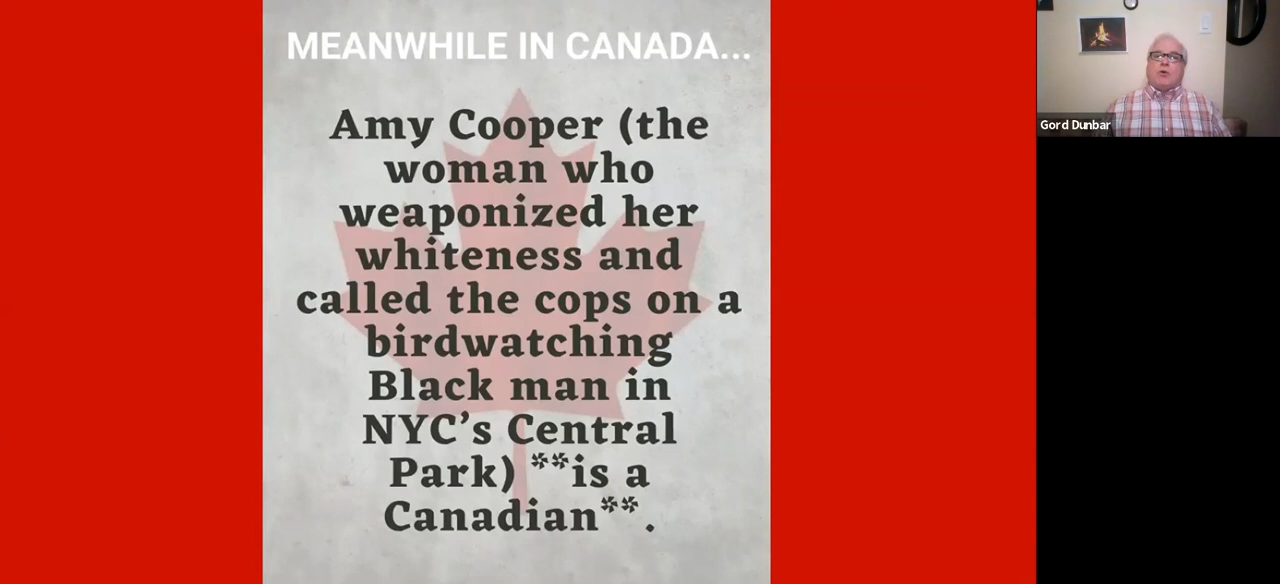 MEANWHILE IN CANADA...
Amy Cooper (the
woman who
weaponized her
whiteness and
called the cops on a
birdwatching
Black man in
NYC’s Central
Park) **is a
Canadian**.
Gord Dunbar